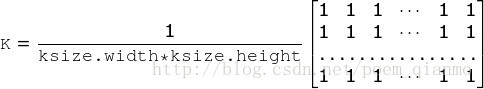 K = 1 / ksize.width*ksize.height [
1 1 1 ⋯ 1 1
1 1 1 ⋯ 1 1
..................
1 1 1 ⋯ 1 1
]
http://blog.csdn.net/poem_qianmo